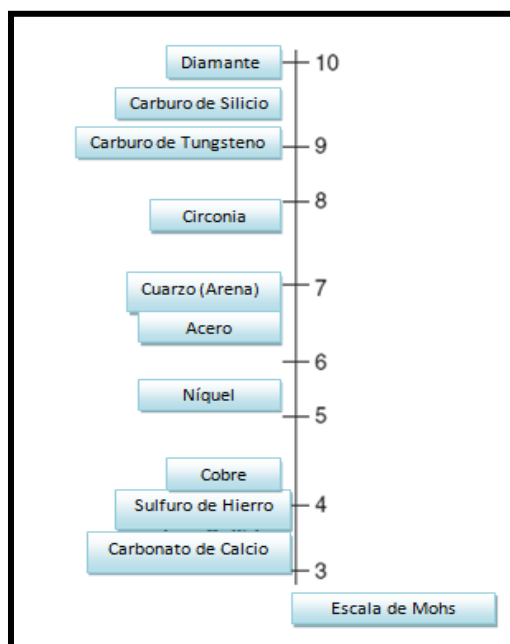 Diamante
10
Carburo de Silicio
Carburo de Tungsteno
9
8
Circonia
7
Cuarzo (Arena)
Acero
6
Níquel
5
Cobre
Sulfuro de Hierro
4
Carbonato de Calcio
3
Escala de Mohs